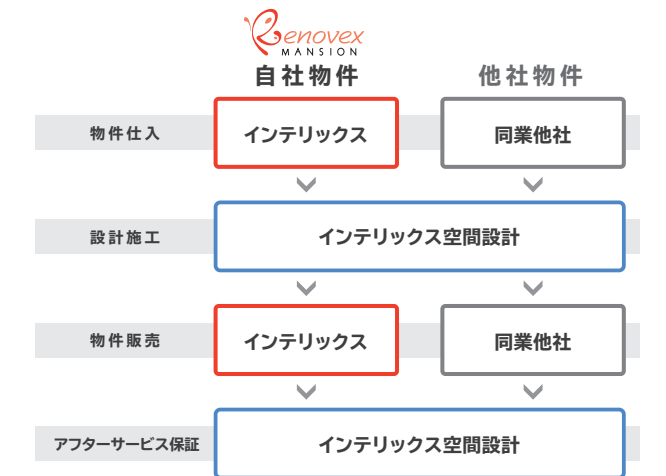 Renovex
MANSION
自社物件 他社物件
物件仕入 インテリックス 同業他社
設計施工 インテリックス空間設計
物件販売 インテリックス 同業他社
アフターサービス保証 インテリックス空間設計